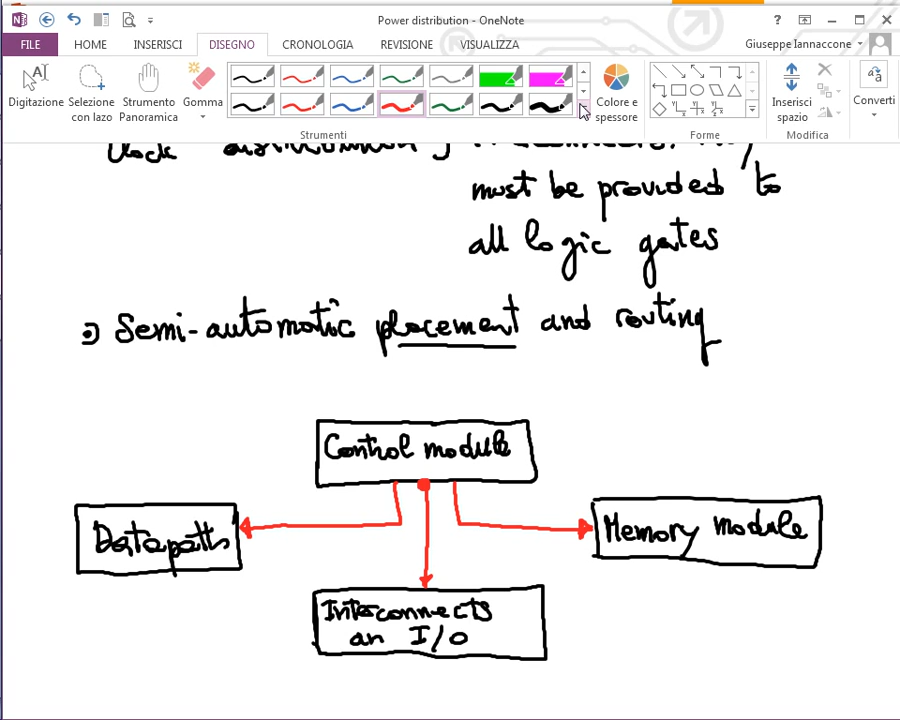 Power distribution - OneNote
?
Giuseppe Iannaccone
FILE HOME INSERISCI DISEGNO CRONOLOGIA REVISIONE VISUALIZZA
Digitazione
Selezione con lazo
Strumento Panoramica
Gomma
Colore e spessore
Inserisci spazio
Converti
Strumenti
Forme
Modifica
must be provided to
all logic gates
Semi-automatic placement and routing
Control module
Datapaths
Memory module
Interconnects
an I/O